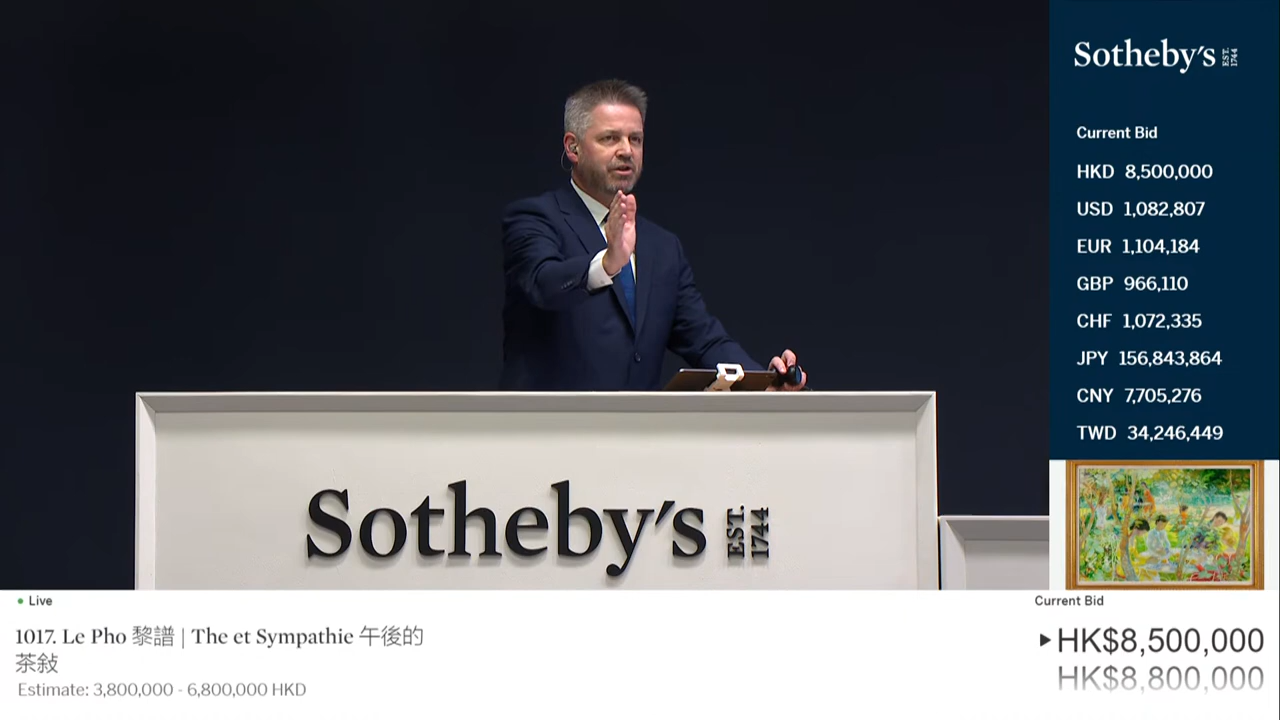 Sotheby's EST. 1744
Current Bid
HKD 8,500,000
USD 1,082,807
EUR 1,104,184
GBP 966,110
CHF 1,072,335
JPY 156,843,864
CNY 7,705,276
TWD 34,246,449
Sotheby's EST. 1744
Live
1017. Le Pho 黎譜 | The et Sympathie 午後的
茶敍
Estimate: 3,800,000 - 6,800,000 HKD
Current Bid
HK$8,500,000
HK$8,800,000